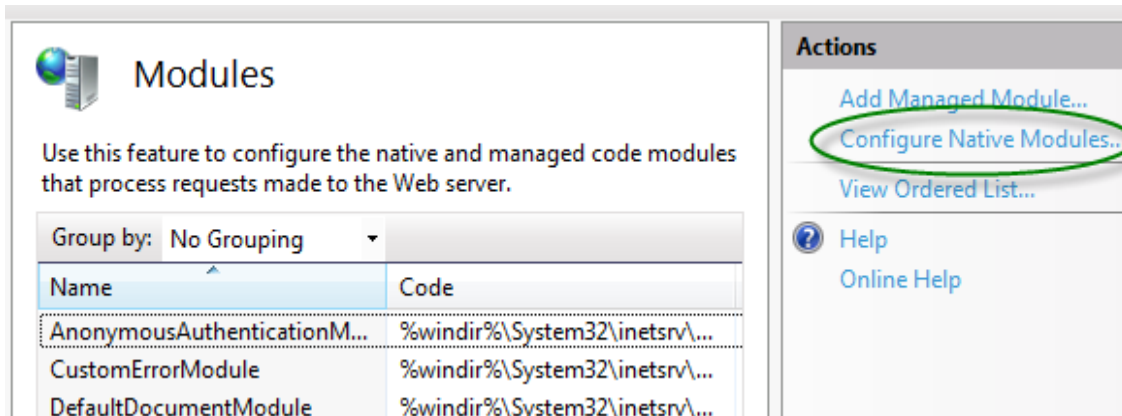 Modules
Use this feature to configure the native and managed code modules
that process requests made to the Web server.
Group by: No Grouping
Name Code
AnonymousAuthenticationM... %windir%\System32\inetsrv\...
CustomErrorModule %windir%\System32\inetsrv\...
DefaultDocumentModule %windir%\System32\inetsrv\...
Actions
Add Managed Module...
Configure Native Modules..
View Ordered List...
Help
Online Help